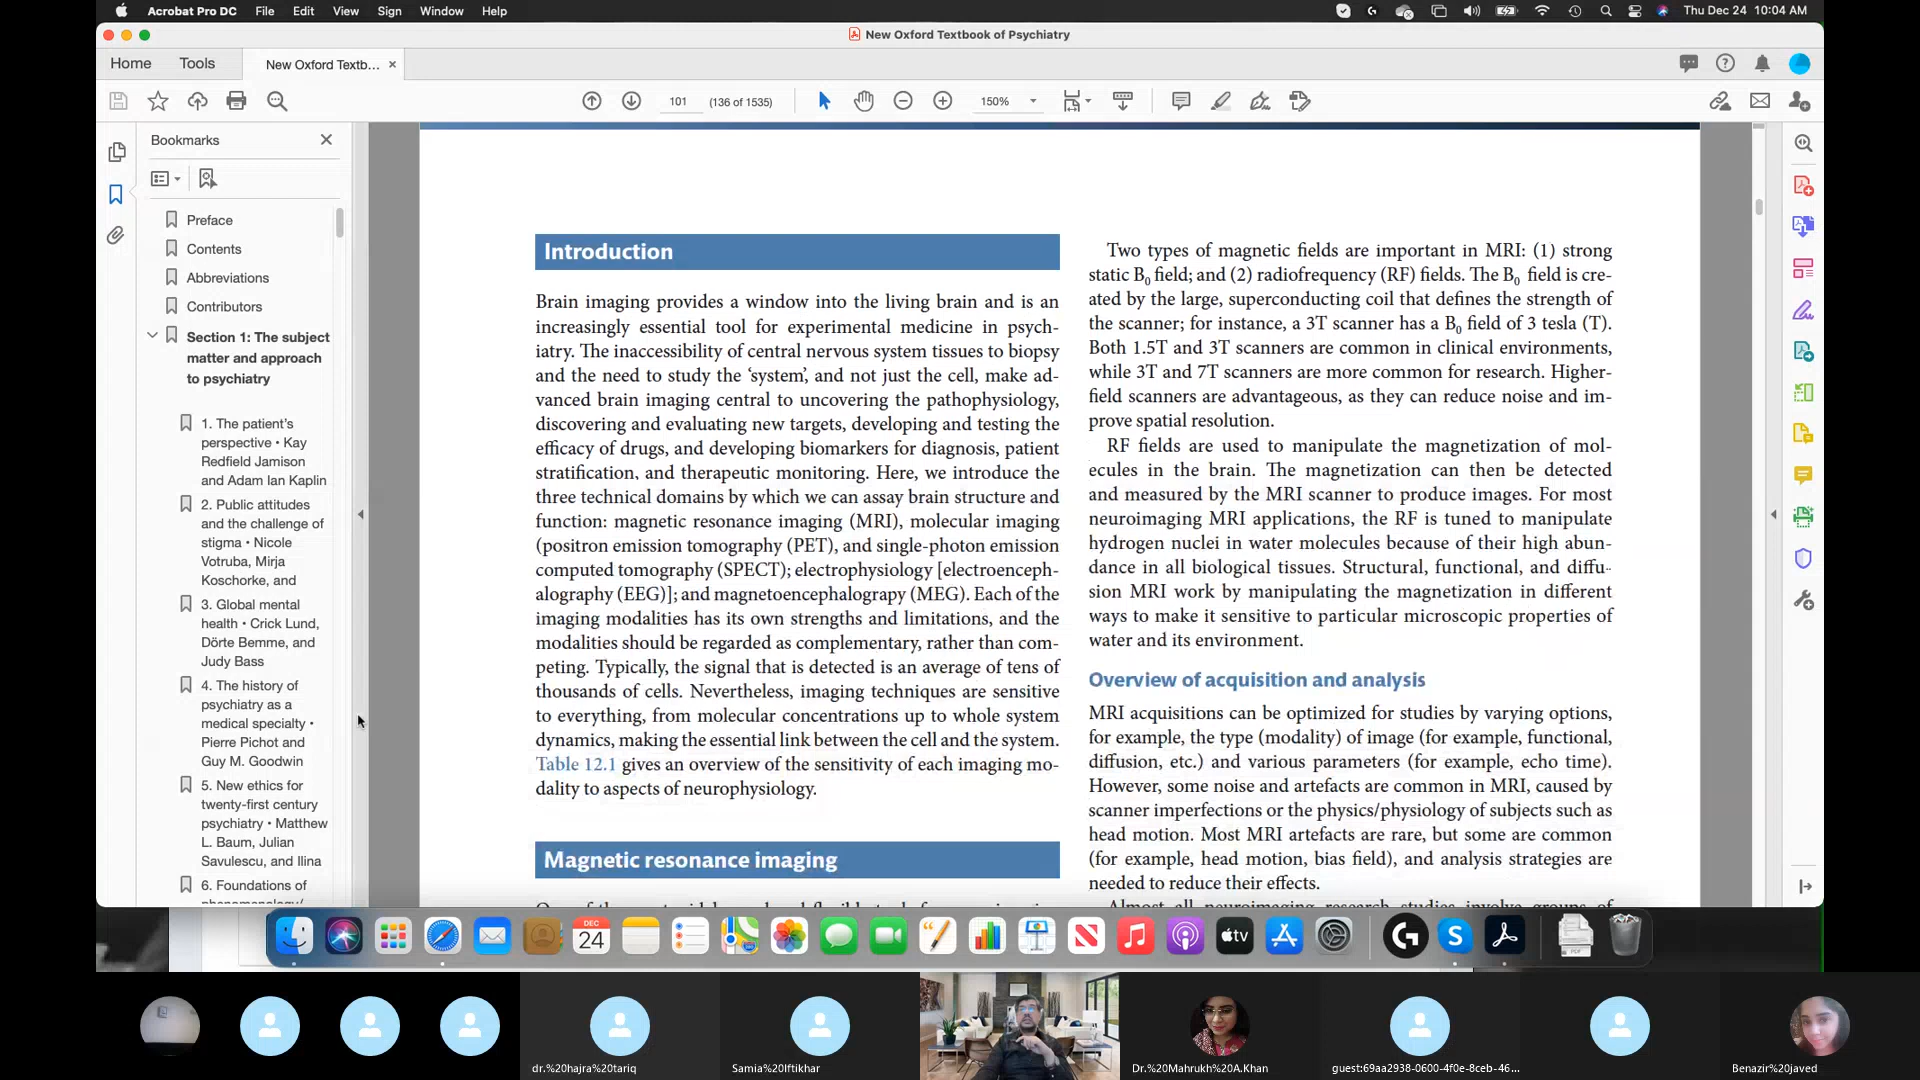 Acrobat Pro DC File Edit View Sign Window Help
Thu Dec 24 10:04 AM
New Oxford Textbook of Psychiatry
Home Tools New Oxford Textb... ×
101 (136 of 1535) 150%
Bookmarks
Preface
Contents
Abbreviations
Contributors
Section 1: The subject
matter and approach
to psychiatry
1. The patient's
perspective • Kay
Redfield Jamison
and Adam Ian Kaplin
2. Public attitudes
and the challenge of
stigma • Nicole
Votruba, Mirja
Koschorke, and
3. Global mental
health • Crick Lund,
Dörte Bemme, and
Judy Bass
4. The history of
psychiatry as a
medical specialty •
Pierre Pichot and
Guy M. Goodwin
5. New ethics for
twenty-first century
psychiatry • Matthew
L. Baum, Julian
Savulescu, and Ilina
6. Foundations of
phenomenology/
Introduction
Brain imaging provides a window into the living brain and is an
increasingly essential tool for experimental medicine in psych-
iatry. The inaccessibility of central nervous system tissues to biopsy
and the need to study the ‘system’, and not just the cell, make ad-
vanced brain imaging central to uncovering the pathophysiology,
discovering and evaluating new targets, developing and testing the
efficacy of drugs, and developing biomarkers for diagnosis, patient
stratification, and therapeutic monitoring. Here, we introduce the
three technical domains by which we can assay brain structure and
function: magnetic resonance imaging (MRI), molecular imaging
(positron emission tomography (PET), and single-photon emission
computed tomography (SPECT); electrophysiology [electroenceph-
alography (EEG)]; and magnetoencephalograpy (MEG). Each of the
imaging modalities has its own strengths and limitations, and the
modalities should be regarded as complementary, rather than com-
peting. Typically, the signal that is detected is an average of tens of
thousands of cells. Nevertheless, imaging techniques are sensitive
to everything, from molecular concentrations up to whole system
dynamics, making the essential link between the cell and the system.
Table 12.1 gives an overview of the sensitivity of each imaging mo-
dality to aspects of neurophysiology.
Magnetic resonance imaging
Two types of magnetic fields are important in MRI: (1) strong
static B0 field; and (2) radiofrequency (RF) fields. The B0 field is cre-
ated by the large, superconducting coil that defines the strength of
the scanner; for instance, a 3T scanner has a B0 field of 3 tesla (T).
Both 1.5T and 3T scanners are common in clinical environments,
while 3T and 7T scanners are more common for research. Higher-
field scanners are advantageous, as they can reduce noise and im-
prove spatial resolution.
RF fields are used to manipulate the magnetization of mol-
ecules in the brain. The magnetization can then be detected
and measured by the MRI scanner to produce images. For most
neuroimaging MRI applications, the RF is tuned to manipulate
hydrogen nuclei in water molecules because of their high abun-
dance in all biological tissues. Structural, functional, and diffu-
sion MRI work by manipulating the magnetization in different
ways to make it sensitive to particular microscopic properties of
water and its environment.
Overview of acquisition and analysis
MRI acquisitions can be optimized for studies by varying options,
for example, the type (modality) of image (for example, functional,
diffusion, etc.) and various parameters (for example, echo time).
However, some noise and artefacts are common in MRI, caused by
scanner imperfections or the physics/physiology of subjects such as
head motion. Most MRI artefacts are rare, but some are common
(for example, head motion, bias field), and analysis strategies are
needed to reduce their effects.
Almost all neuroimaging research studies involve groups of
DEC
24
tv
dr.%20hajra%20tariq
Samia%20Iftikhar
Dr.%20Mahrukh%20A.Khan
guest:69aa2938-0600-4f0e-8ceb-46...
Benazir%20javed